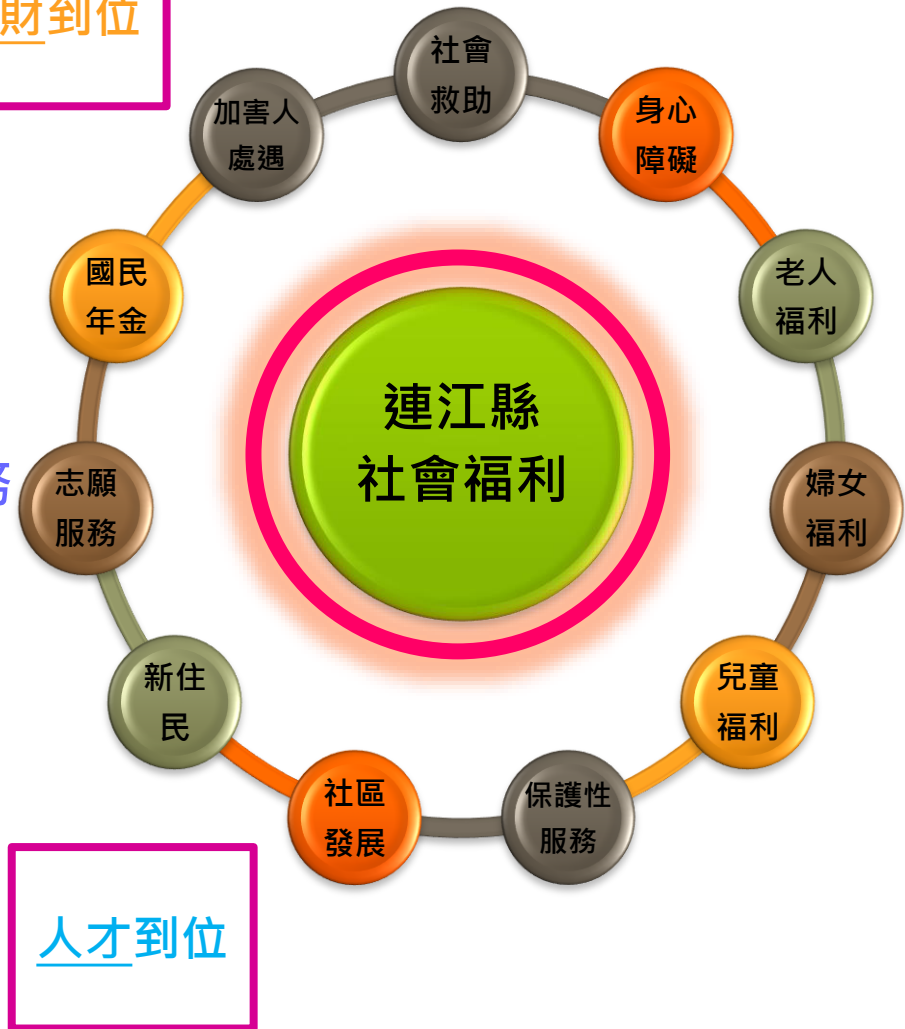 財到位
社會
救助
身心
障礙
老人
福利
婦女
福利
兒童
福利
保護性
服務
社區
發展
新住
民
志願
服務
國民
年金
加害人
處遇
連江縣
社會福利
務
人才到位